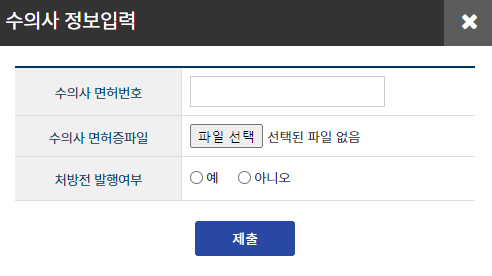 수의사 정보입력
수의사 면허번호
수의사 면허증파일 파일 선택 선택된 파일 없음
처방전 발행여부 예 아니오
제출